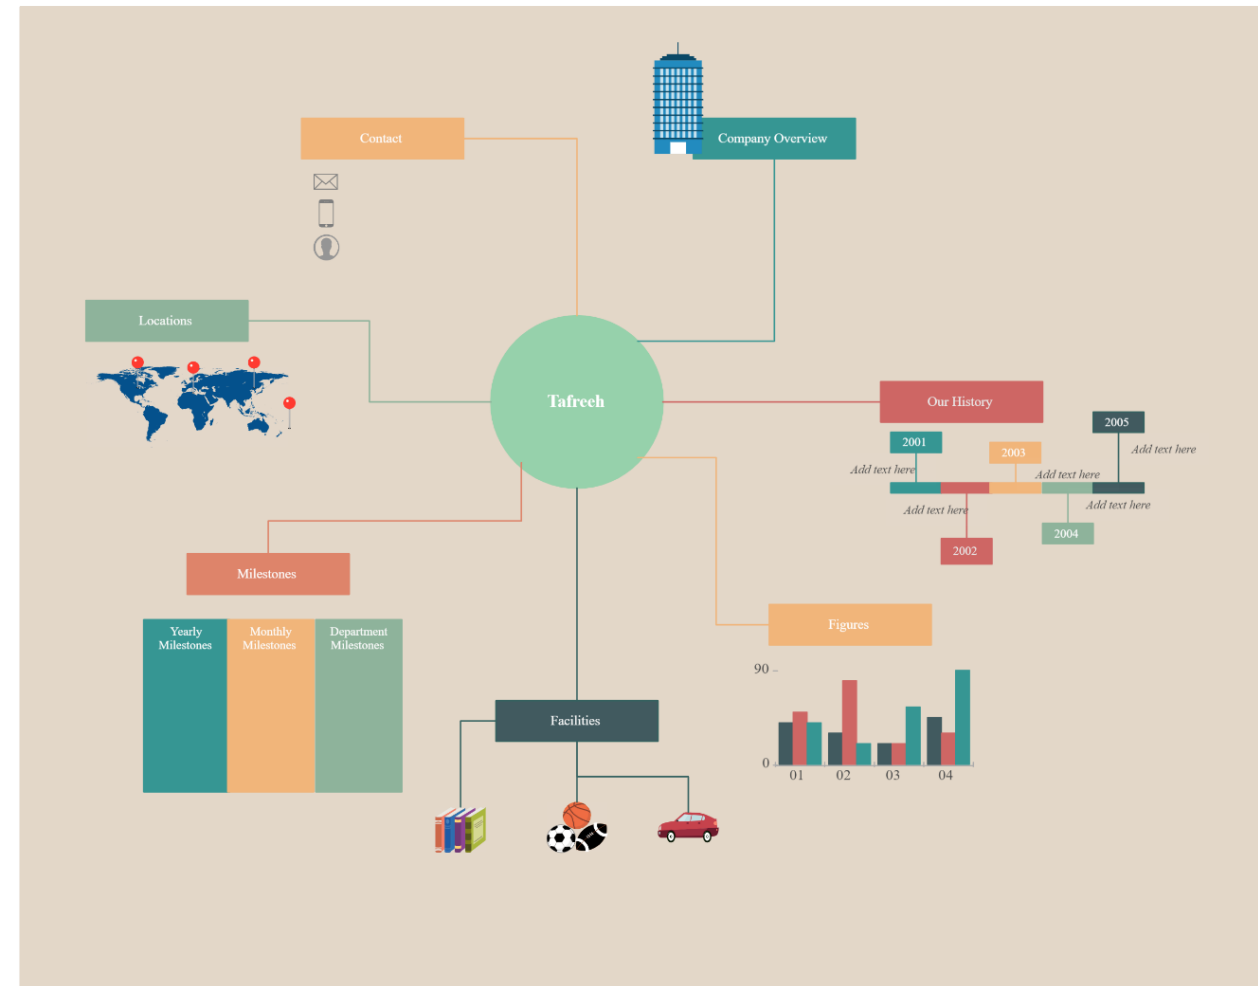 Contact
Company Overview
Locations
Tafreeh
Our History
2005
2001
2003
Add text here
Add text here
Add text here
Add text here
Add text here
2004
2002
Milestones
Yearly
Milestones
Monthly
Milestones
Department
Milestones
Figures
90
0
01
02
03
04
Facilities